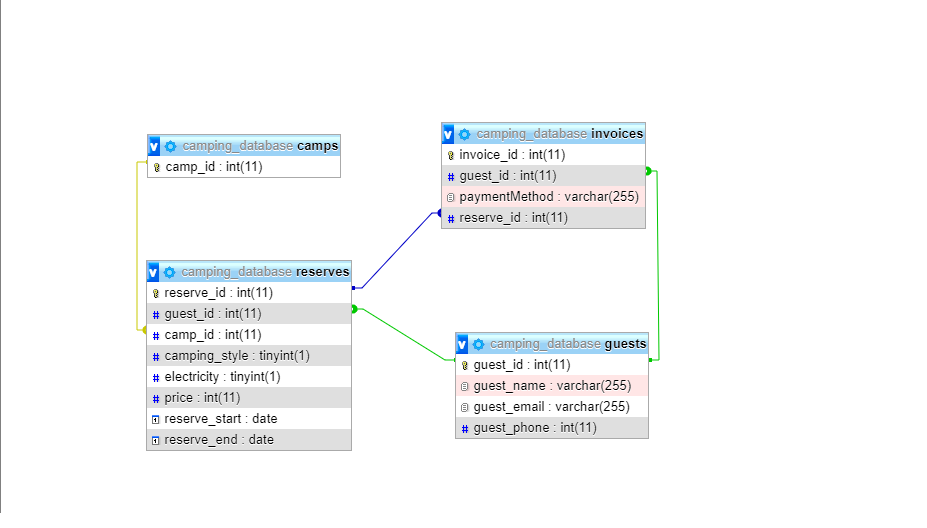 camping_database camps
camp_id : int(11)
camping_database invoices
invoice_id : int(11)
guest_id : int(11)
paymentMethod : varchar(255)
reserve_id : int(11)
camping_database reserves
reserve_id : int(11)
guest_id : int(11)
camp_id : int(11)
camping_style : tinyint(1)
electricity : tinyint(1)
price : int(11)
reserve_start : date
reserve_end : date
camping_database guests
guest_id : int(11)
guest_name : varchar(255)
guest_email : varchar(255)
guest_phone : int(11)